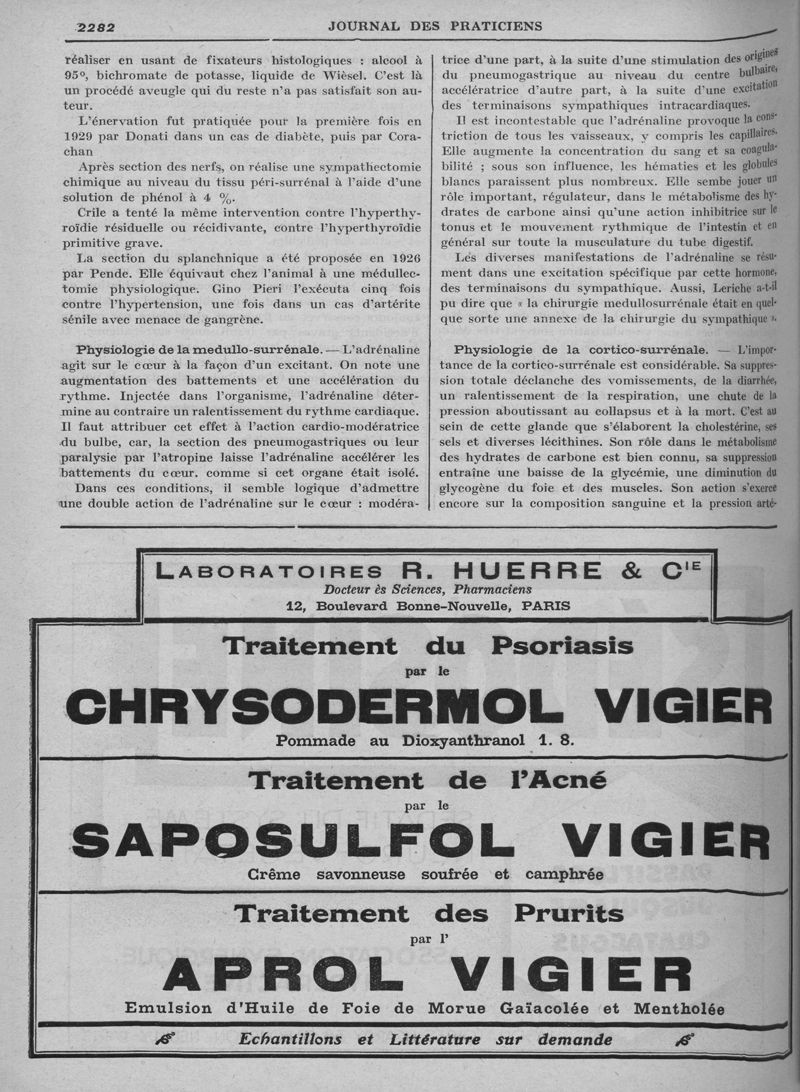 2282
JOURNAL DES PRATICIENS
réaliser en usant de fixateurs histologiques : alcool à
95º, bichromate de potasse, liquide de Wièsel. C'est là
un procédé aveugle qui du reste n'a pas satisfait son au-
teur.
L'énervation fut pratiquée pour la première fois en
1929 par Donati dans un cas de diabète, puis par Cora-
chan
Après section des nerfs, on réalise une sympathectomie
chimique au niveau du tissu péri-surrénal à l'aide d'une
solution de phénol à 4 %.
Crile a tenté la même intervention contre l'hyperthy-
roïdie résiduelle ou récidivante, contre l'hyperthyroïdie
primitive grave.
La section du splanchnique a été proposée en 1926
par Pende. Elle équivaut chez l'animal à une médullec-
tomie physiologique. Gino Pieri l'exécuta cinq fois
contre l'hypertension, une fois dans un cas d'artérite
sénile avec menace de gangrène.
Physiologie de la medullo-surrénale. — L'adrénaline
agit sur le cœur à la façon d'un excitant. On note une
augmentation des battements et une accélération du
rythme. Injectée dans l'organisme, l'adrénaline déter-
mine au contraire un ralentissement du rythme cardiaque.
Il faut attribuer cet effet à l'action cardio-modératrice
du bulbe, car, la section des pneumogastriques ou leur
paralysie par l'atropine laisse l'adrénaline accélérer les
battements du cœur. comme si cet organe était isolé.
Dans ces conditions, il semble logique d'admettre
une double action de l'adrénaline sur le cœur : modéra-
trice d'une part, à la suite d'une stimulation des origines
du pneumogastrique au niveau du centre bulbaire,
accélératrice d'autre part, à la suite d'une excitation
des terminaisons sympathiques intracardiaques.
Il est incontestable que l'adrénaline provoque la cons-
triction de tous les vaisseaux, y compris les capillaires.
Elle augmente la concentration du sang et sa coagula-
bilité ; sous son influence, les hématies et les globules
blancs paraissent plus nombreux. Elle sembe jouer un
rôle important, régulateur, dans le métabolisme des hy-
drates de carbone ainsi qu'une action inhibitrice sur le
tonus et le mouvement rythmique de l'intestin et en
général sur toute la musculature du tube digestif.
Les diverses manifestations de l'adrénaline se résu-
ment dans une excitation spécifique par cette hormone,
des terminaisons du sympathique. Aussi, Leriche a-t-il
pu dire que « la chirurgie medullosurrénale était en quel-
que sorte une annexe de la chirurgie du sympathique ».
Physiologie de la cortico-surrénale. — L'impor-
tance de la cortico-surrénale est considérable. Sa suppres-
sion totale déclanche des vomissements, de la diarrhée,
un ralentissement de la respiration, une chute de la
pression aboutissant au collapsus et à la mort. C'est au
sein de cette glande que s'élaborent la cholestérine, ses
sels et diverses lécithines. Son rôle dans le métabolisme
des hydrates de carbone est bien connu, sa suppression
entraîne une baisse de la glycémie, une diminution du
glycogène du foie et des muscles. Son action s'exerce
encore sur la composition sanguine et la pression arté-
LABORATOIRES R. HUERRE & CIE
Docteur ès Sciences, Pharmaciens
12, Boulevard Bonne-Nouvelle, PARIS
Traitement du Psoriasis
par le
CHRYSODERMOL VIGIER
Pommade au Dioxyanthranol 1. 8.
Traitement de l'Acné
par le
SAPOSULFOL VIGIER
Crême savonneuse soufrée et camphrée
Traitement des Prurits
par l'
APROL VIGIER
Emulsion d'Huile de Foie de Morue Gaïacolée et Mentholée
Echantillons et Littérature sur demande